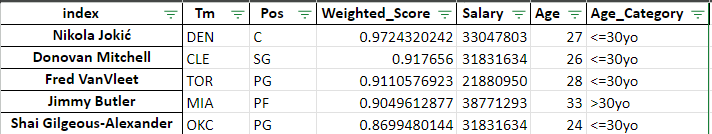 index Tm Pos Weighted_Score Salary Age Age_Category
Nikola Jokić DEN C 0.9724320242 33047803 27 <=30yo
Donovan Mitchell CLE SG 0.917656 31831634 26 <=30yo
Fred VanVleet TOR PG 0.9110576923 21880950 28 <=30yo
Jimmy Butler MIA PF 0.9049612877 38771293 33 >30yo
Shai Gilgeous-Alexander OKC PG 0.8699480144 31831634 24 <=30yo